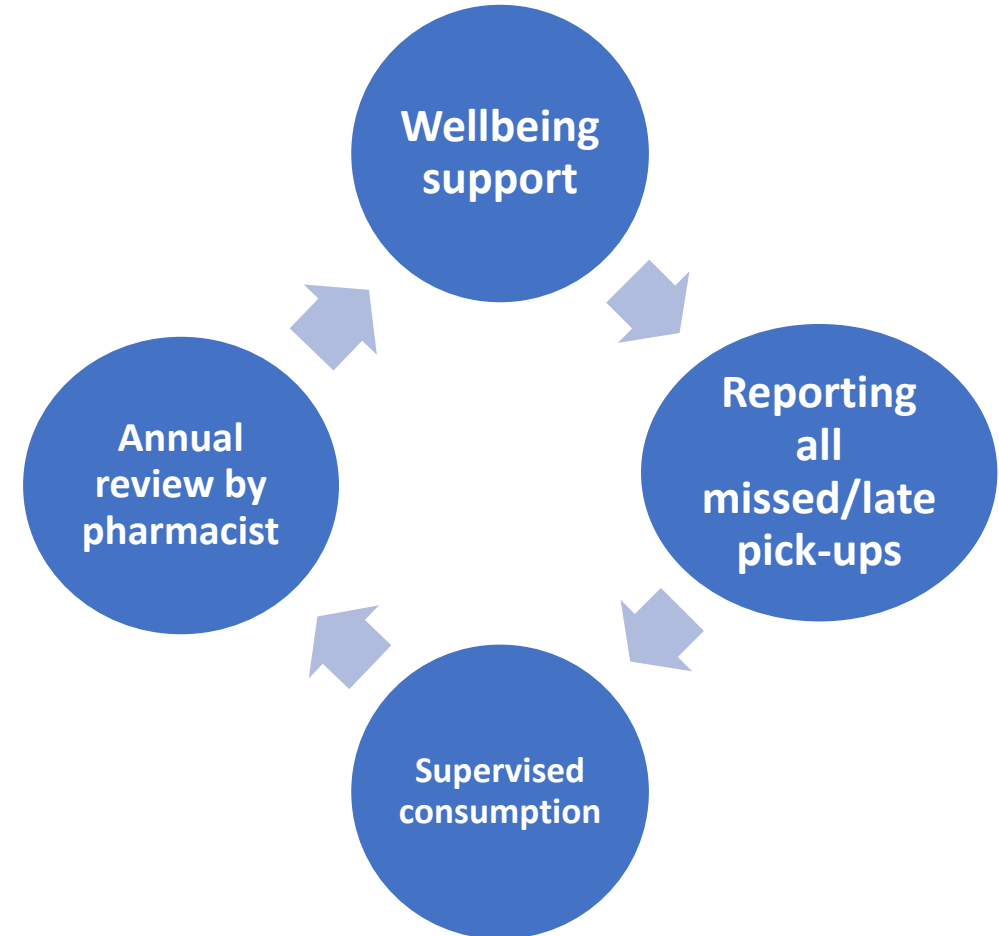 Wellbeing
support
Reporting
all
missed/late
pick-ups
Supervised
consumption
Annual
review by
pharmacist